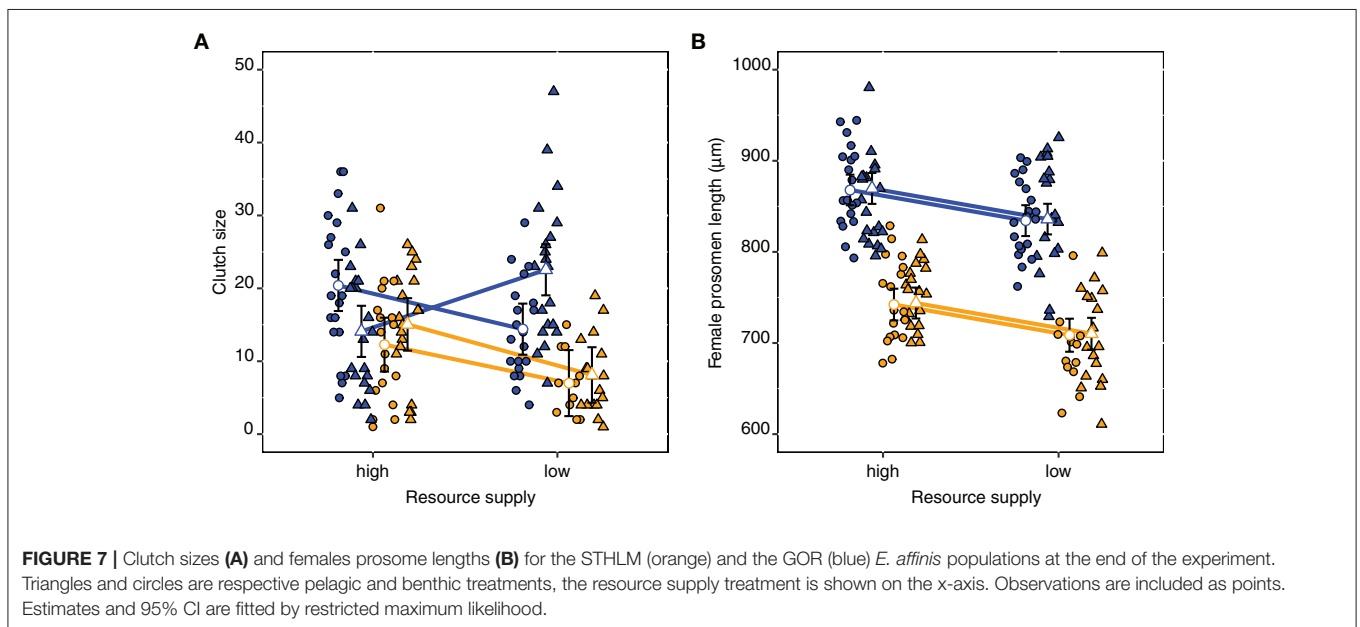 A
B
50
40
30
20
10
0
Clutch size
high
low
Resource supply
1000
900
800
700
600
Female prosomen length (µm)
high
low
Resource supply
FIGURE 7 | Clutch sizes (A) and females prosome lengths (B) for the STHLM (orange) and the GOR (blue) E. affinis populations at the end of the experiment.
Triangles and circles are respective pelagic and benthic treatments, the resource supply treatment is shown on the x-axis. Observations are included as points.
Estimates and 95% CI are fitted by restricted maximum likelihood.